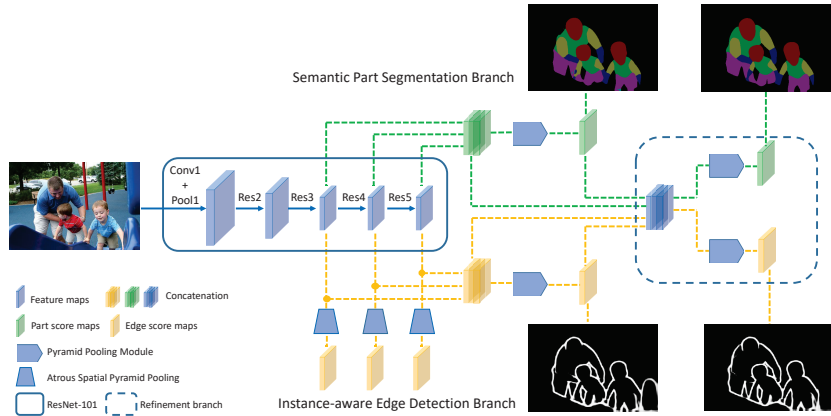 Semantic Part Segmentation Branch
Conv1
+
Pool1
Res2
Res3
Res4
Res5
Feature maps
Concatenation
Part score maps
Edge score maps
Pyramid Pooling Module
Atrous Spatial Pyramid Pooling
ResNet-101
Refinement branch
Instance-aware Edge Detection Branch